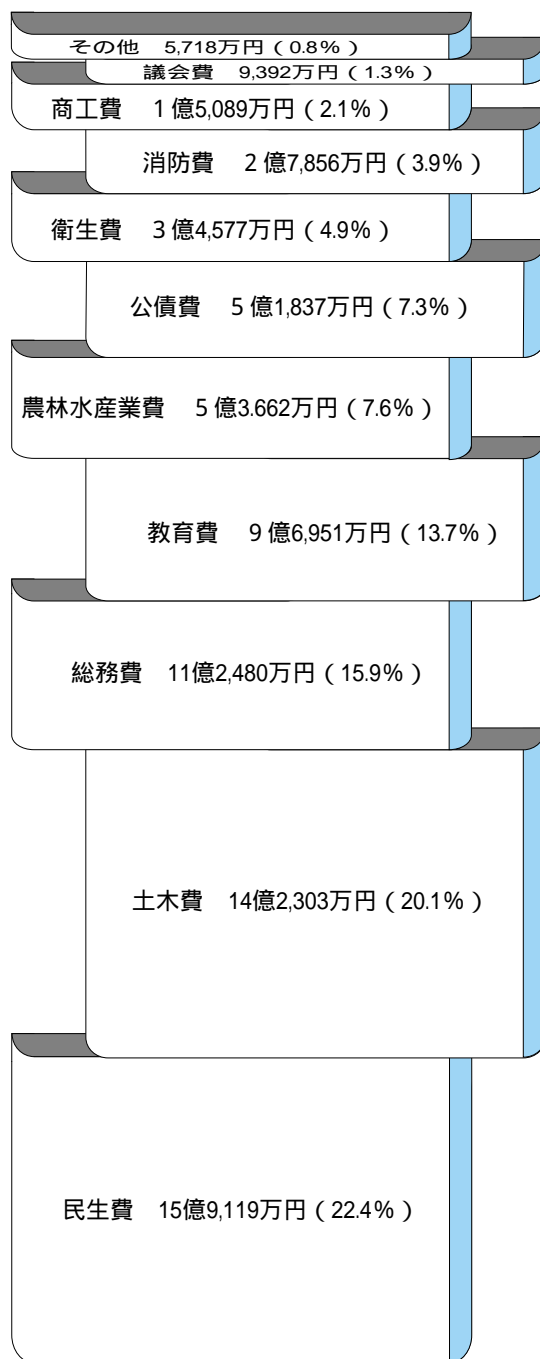 その他　5,718万円（0.8％）
議会費　9,392万円（1.3％）
商工費　1億5,089万円（2.1％）
消防費　2億7,856万円（3.9％）
衛生費　3億4,577万円（4.9％）
公債費　5億1,837万円（7.3％）
農林水産業費　5億3.662万円（7.6％）
教育費　9億6,951万円（13.7％）
総務費　11億2,480万円（15.9％）
土木費　14億2,303万円（20.1％）
民生費　15億9,119万円（22.4％）